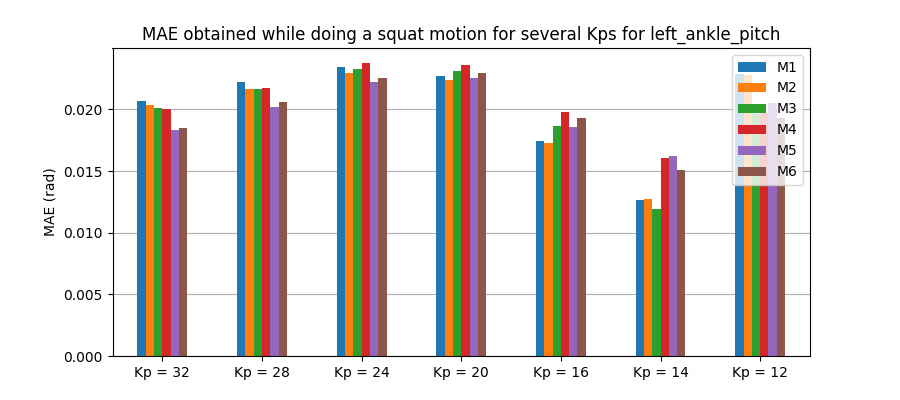 MAE obtained while doing a squat motion for several Kps for left_ankle_pitch
MAE (rad)
0.020
0.015
0.010
0.005
0.000
Kp = 32
Kp = 28
Kp = 24
Kp = 20
Kp = 16
Kp = 14
Kp = 12
M1
M2
M3
M4
M5
M6